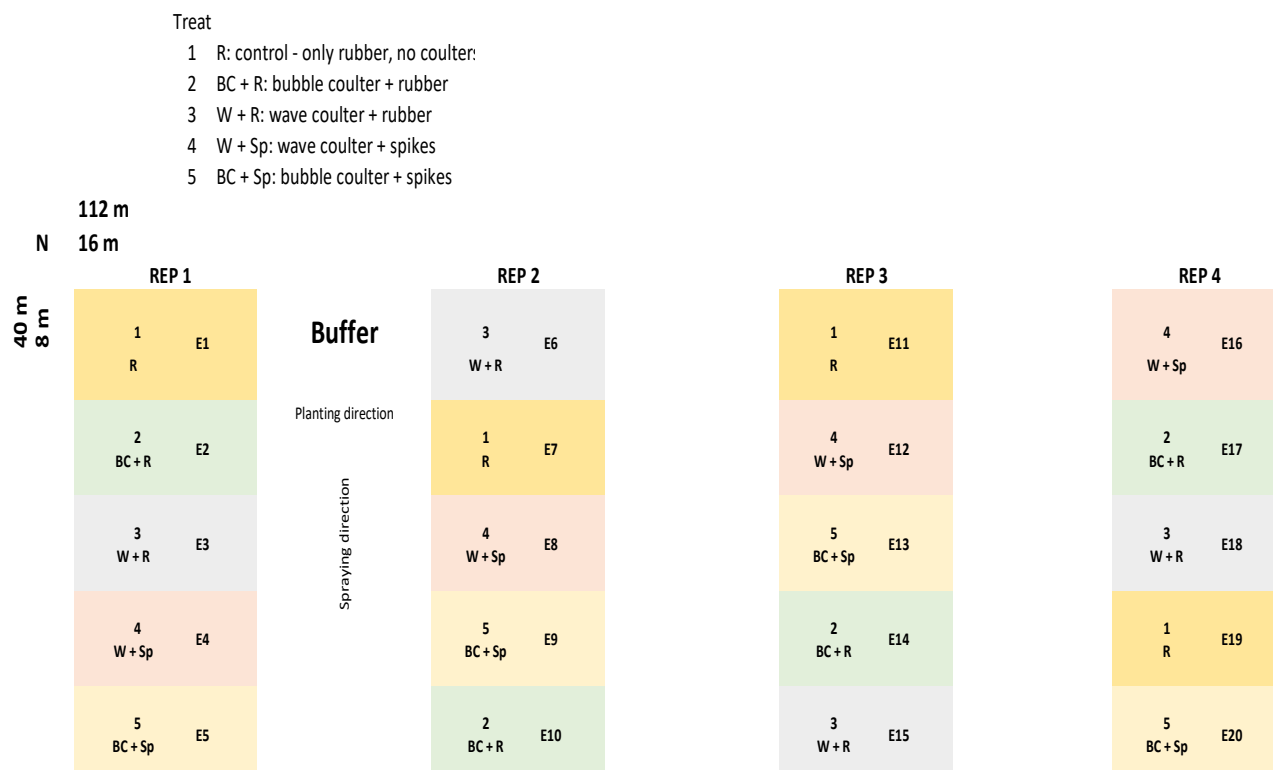 Treat
1 R: control - only rubber, no coulter
2 BC + R: bubble coulter + rubber
3 W + R: wave coulter + rubber
4 W + Sp: wave coulter + spikes
5 BC + Sp: bubble coulter + spikes
112 m
N 16 m
REP 1 REP 2 REP 3 REP 4
40 m
8 m
1 E1 Buffer 3 E6 1 E11 4 E16
R W + R R W + Sp
Planting direction
2 E2 1 E7 4 E12 2 E17
BC + R R W + Sp BC + R
Spraying direction
3 E3 4 E8 5 E13 3 E18
W + R W + Sp BC + Sp W + R
4 E4 5 E9 2 E14 1 E19
W + Sp BC + Sp BC + R R
5 E5 2 E10 3 E15 5 E20
BC + Sp BC + R W + R BC + Sp